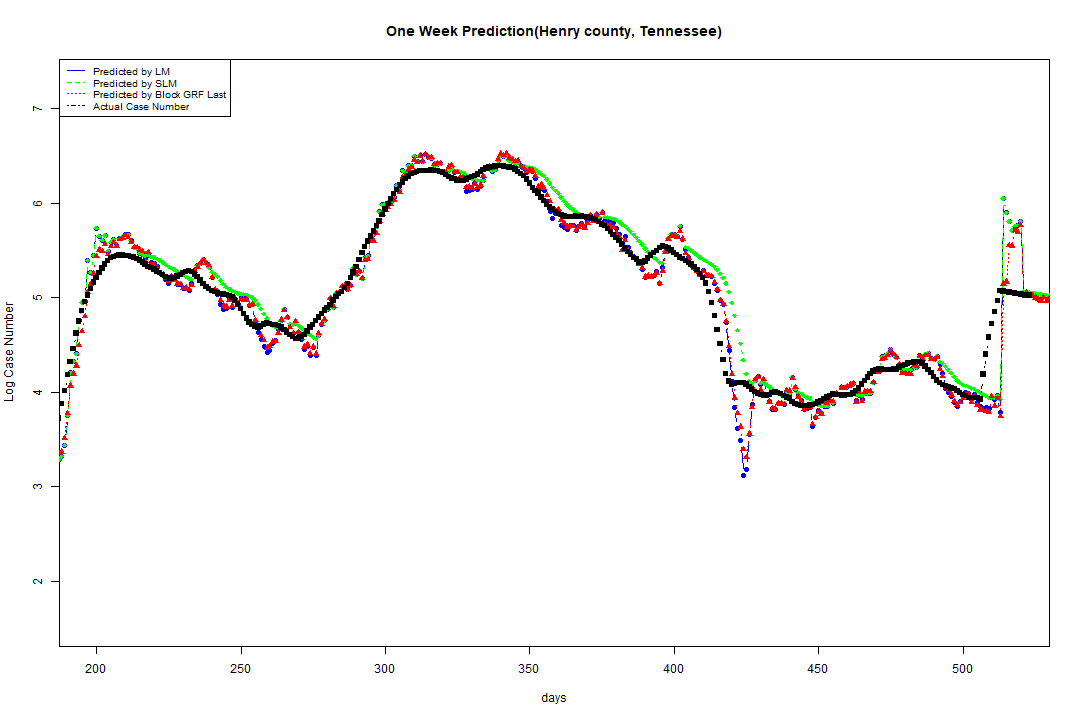 One Week Prediction(Henry county, Tennessee)
Predicted by LM
Predicted by SLM
Predicted by Block GRF Last
Actual Case Number
7
6
5
4
3
2
Log Case Number
200 250 300 350 400 450 500
days